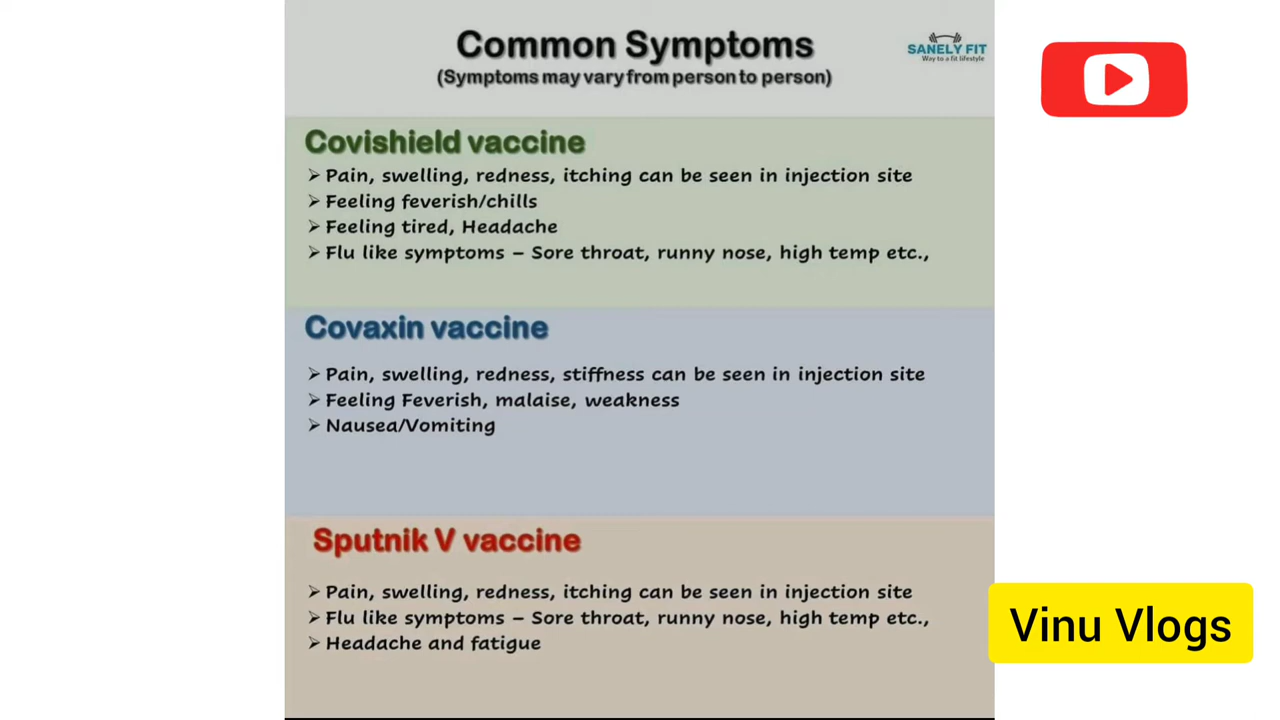 Common Symptoms
(Symptoms may vary from person to person)
SANELY FIT
Way to a fit lifestyle
Covishield vaccine
➢ Pain, swelling, redness, itching can be seen in injection site
➢ Feeling feverish/chills
➢ Feeling tired, Headache
➢ Flu like symptoms – Sore throat, runny nose, high temp etc.,
Covaxin vaccine
➢ Pain, swelling, redness, stiffness can be seen in injection site
➢ Feeling Feverish, malaise, weakness
➢ Nausea/Vomiting
Sputnik V vaccine
➢ Pain, swelling, redness, itching can be seen in injection site
➢ Flu like symptoms – Sore throat, runny nose, high temp etc.,
➢ Headache and fatigue
Vinu Vlogs